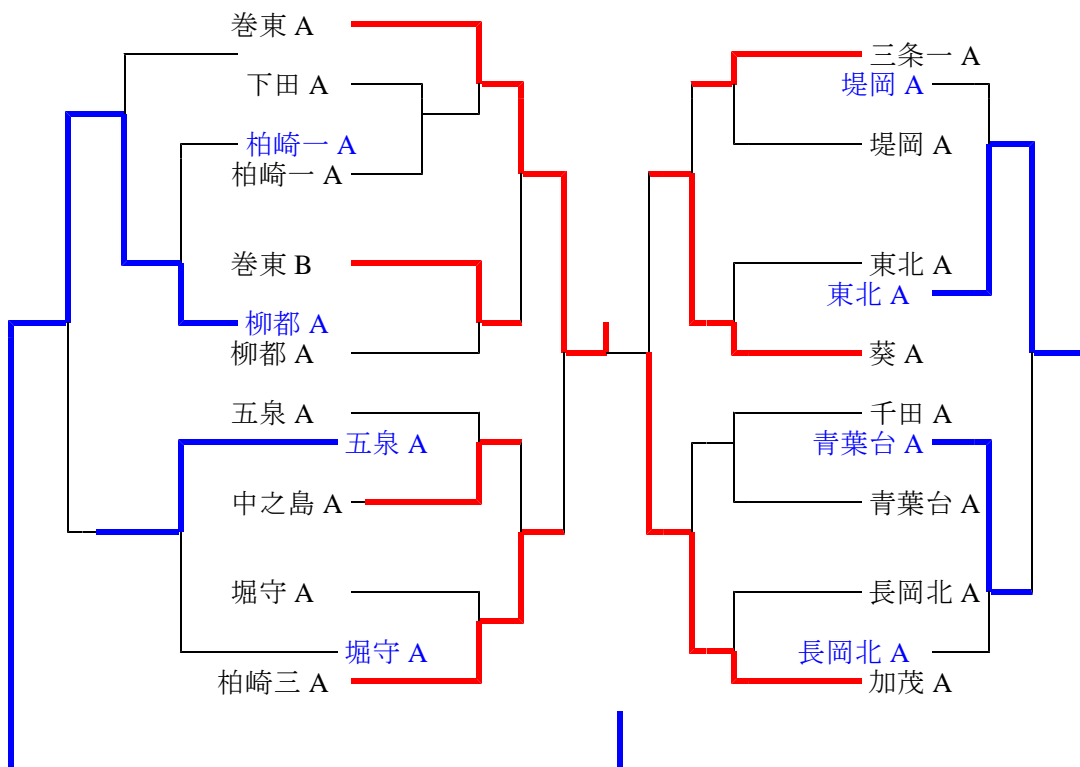 巻東 A
下田 A
柏崎一 A
柏崎一 A
巻東 B
柳都 A
柳都 A
五泉 A
五泉 A
中之島 A
堀守 A
堀守 A
柏崎三 A
三条一 A
堤岡 A
堤岡 A
東北 A
東北 A
葵 A
千田 A
青葉台 A
青葉台 A
長岡北 A
長岡北 A
加茂 A